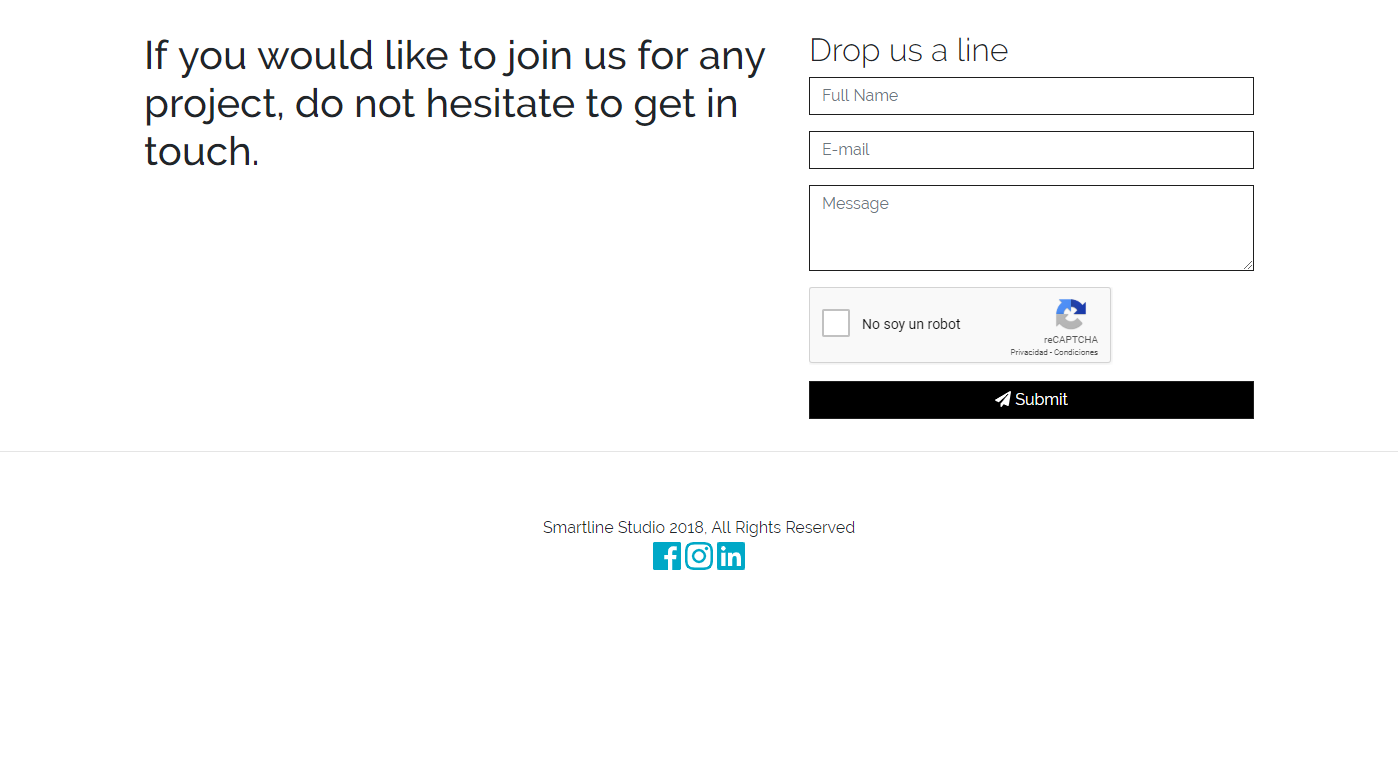 If you would like to join us for any
project, do not hesitate to get in
touch.
Drop us a line
Full Name
E-mail
Message
No soy un robot
reCAPTCHA
Privacidad - Condiciones
Submit
Smartline Studio 2018, All Rights Reserved